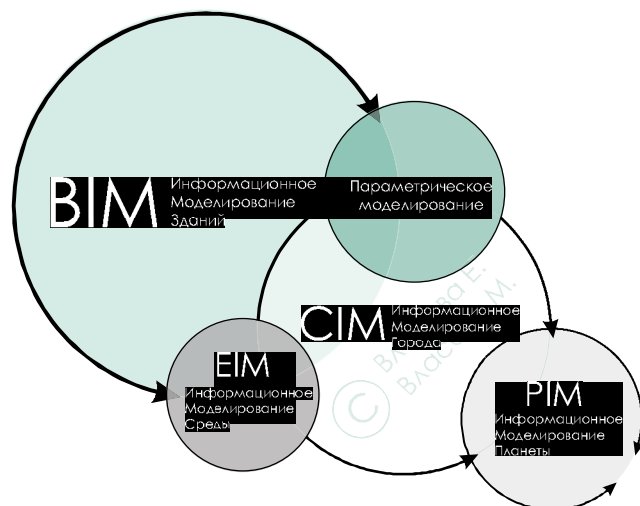 BIM
Информационное
Моделирование
Зданий
Параметрическое
моделирование
CIM
Информационное
Моделирование
Города
EIM
Информационное
Моделирование
Среды
PIM
Информационное
Моделирование
Планеты
©